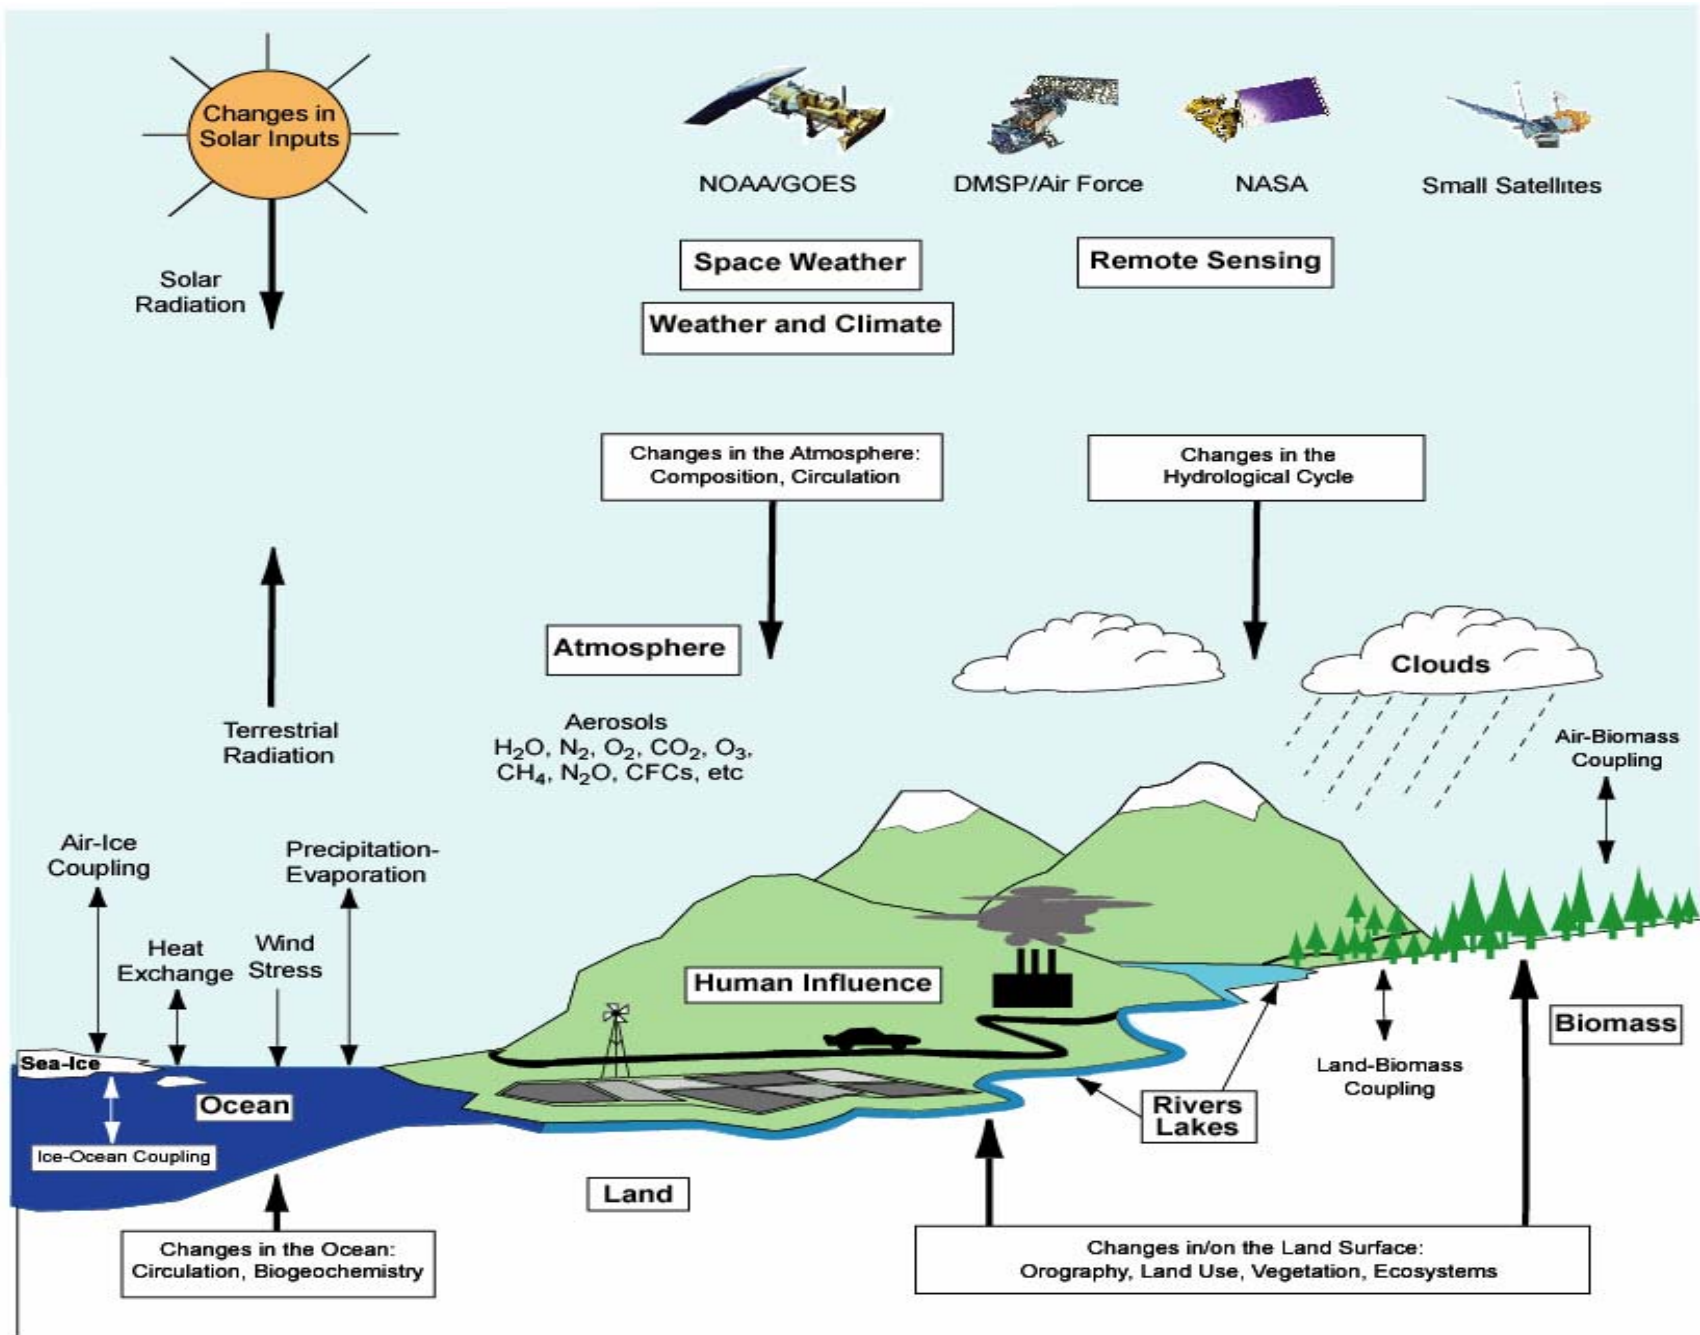 Changes in
Solar Inputs
NOAA/GOES
DMSP/Air Force
NASA
Small Satellites
Space Weather
Remote Sensing
Solar
Radiation
Weather and Climate
Changes in the Atmosphere:
Composition, Circulation
Changes in the
Hydrological Cycle
Atmosphere
Clouds
Terrestrial
Radiation
Aerosols
H₂O, N₂, O₂, CO₂, O₃,
CH₄, N₂O, CFCs, etc
Air-Biomass
Coupling
Air-Ice
Coupling
Precipitation-
Evaporation
Heat
Exchange
Wind
Stress
Human Influence
Biomass
Sea-Ice
Ocean
Land-Biomass
Coupling
Rivers
Lakes
Ice-Ocean Coupling
Land
Changes in the Ocean:
Circulation, Biogeochemistry
Changes in/on the Land Surface:
Orography, Land Use, Vegetation, Ecosystems